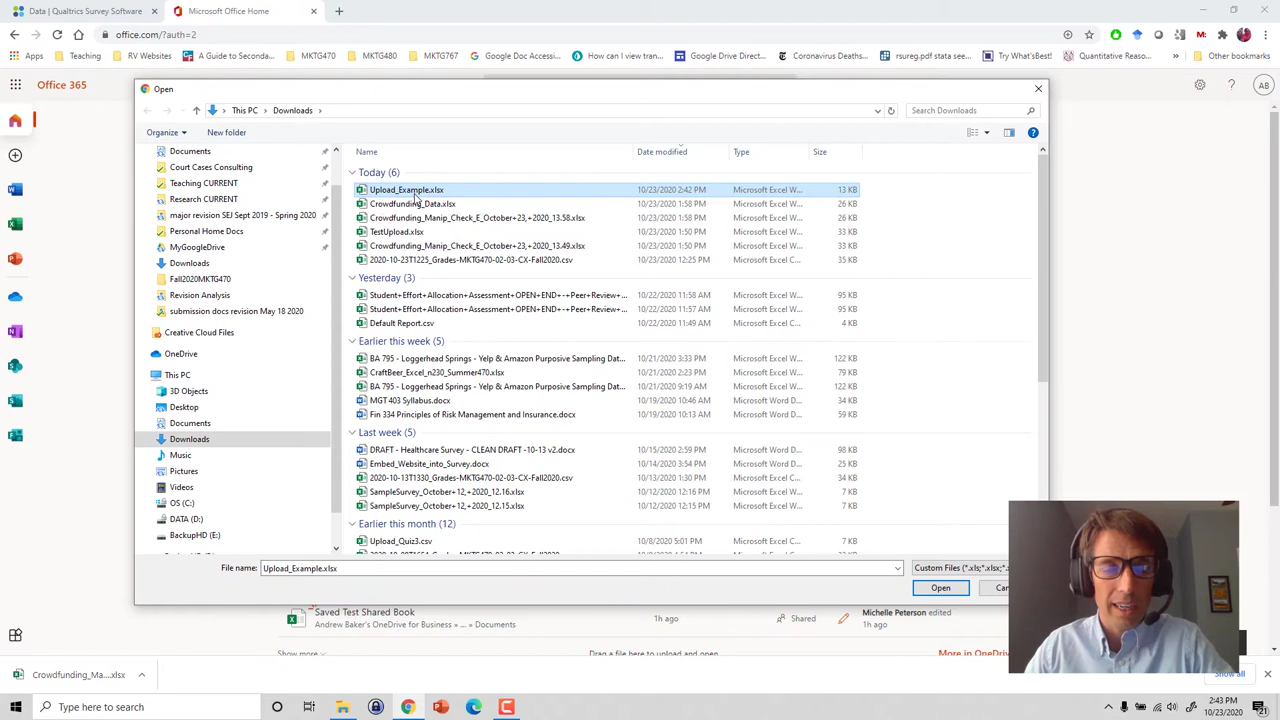 Data | Qualtrics Survey Software
Microsoft Office Home
office.com/?auth=2
Apps
Teaching
RV Websites
MKTG470
A Guide to Seconda...
MKTG480
MKTG767
Google Doc Accessi...
How can I view tran...
Google Drive Direct...
Coronavirus Deaths...
rsureg.pdf stata se...
Try What'sBest!
Quantitative Reaso...
Other bookmarks
Office 365
AB
Open
This PC
Downloads
Search Downloads
Organize
New folder
Documents
Court Cases Consulting
Teaching CURRENT
Research CURRENT
major revision SEJ Sept 2019 - Spring 2020
Personal Home Docs
MyGoogleDrive
Downloads
Fall2020MKTG470
Revision Analysis
submission docs revision May 18 2020
Creative Cloud Files
OneDrive
This PC
3D Objects
Desktop
Documents
Downloads
Music
Pictures
Videos
OS (C:)
DATA (D:)
BackupHD (E:)
Name Date modified Type Size
Today (6)
Upload_Example.xlsx 10/23/2020 2:42 PM Microsoft Excel W... 13 KB
Crowdfunding_Data.xlsx 10/23/2020 1:58 PM Microsoft Excel W... 26 KB
Crowdfunding_Manip_Check_E_October+23,+2020_13.58.xlsx 10/23/2020 1:58 PM Microsoft Excel W... 26 KB
TestUpload.xlsx 10/23/2020 1:50 PM Microsoft Excel W... 26 KB
Crowdfunding_Manip_Check_E_October+23,+2020_13.49.xlsx 10/23/2020 1:50 PM Microsoft Excel W... 26 KB
2020-10-23T1225_Grades-MKTG470-02-03-CX-Fall2020.csv 10/23/2020 12:25 PM Microsoft Excel C... 35 KB
Yesterday (3)
Student+Effort+Allocation+Assessment+OPEN+END+-+Peer+Review+... 10/22/2020 11:58 AM Microsoft Excel W... 95 KB
Student+Effort+Allocation+Assessment+OPEN+END+-+Peer+Review+... 10/22/2020 11:57 AM Microsoft Excel W... 95 KB
Default Report.csv 10/22/2020 11:49 AM Microsoft Excel C... 4 KB
Earlier this week (5)
BA 795 - Loggerhead Springs - Yelp & Amazon Purposive Sampling Dat... 10/21/2020 3:33 PM Microsoft Excel W... 122 KB
CraftBeer_Excel_n230_Summer470.xlsx 10/21/2020 2:23 PM Microsoft Excel W... 79 KB
BA 795 - Loggerhead Springs - Yelp & Amazon Purposive Sampling Dat... 10/21/2020 9:19 AM Microsoft Excel W... 122 KB
MGT 403 Syllabus.docx 10/19/2020 10:46 AM Microsoft Word D... 34 KB
Fin 334 Principles of Risk Management and Insurance.docx 10/19/2020 10:13 AM Microsoft Word D... 59 KB
Last week (5)
DRAFT - Healthcare Survey - CLEAN DRAFT -10-13 v2.docx 10/15/2020 2:59 PM Microsoft Word D... 98 KB
Embed_Website_into_Survey.docx 10/14/2020 3:54 PM Microsoft Word D... 25 KB
2020-10-13T1330_Grades-MKTG470-02-03-CX-Fall2020.csv 10/13/2020 1:30 PM Microsoft Excel C... 34 KB
SampleSurvey_October+12,+2020_12.16.xlsx 10/12/2020 12:16 PM Microsoft Excel W... 7 KB
SampleSurvey_October+12,+2020_12.15.xlsx 10/12/2020 12:15 PM Microsoft Excel W... 7 KB
Earlier this month (12)
Upload_Quiz3.csv 10/8/2020 5:01 PM Microsoft Excel C... 7 KB
File name: Upload_Example.xlsx
Custom Files (*.xls;*.xlsx;*.
Open
Saved Test Shared Book
Andrew Baker's OneDrive for Business » ... » Documents
1h ago
Shared
Michelle Peterson edited
1h ago
Show more
Drag a file here to upload and open
More in OneDriv
Crowdfunding_Ma....xlsx
Show all
Type here to search
2:43 PM
10/23/2020
21